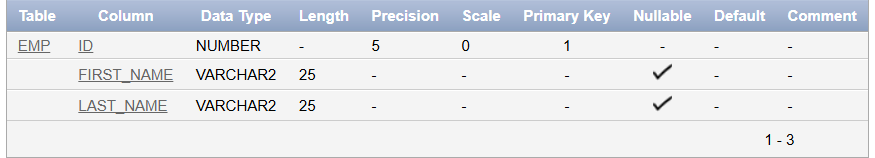 Table Column Data Type Length Precision Scale Primary Key Nullable Default Comment
EMP ID NUMBER - 5 0 1 - - -
FIRST_NAME VARCHAR2 25 - - - - -
LAST_NAME VARCHAR2 25 - - - - -
1 - 3